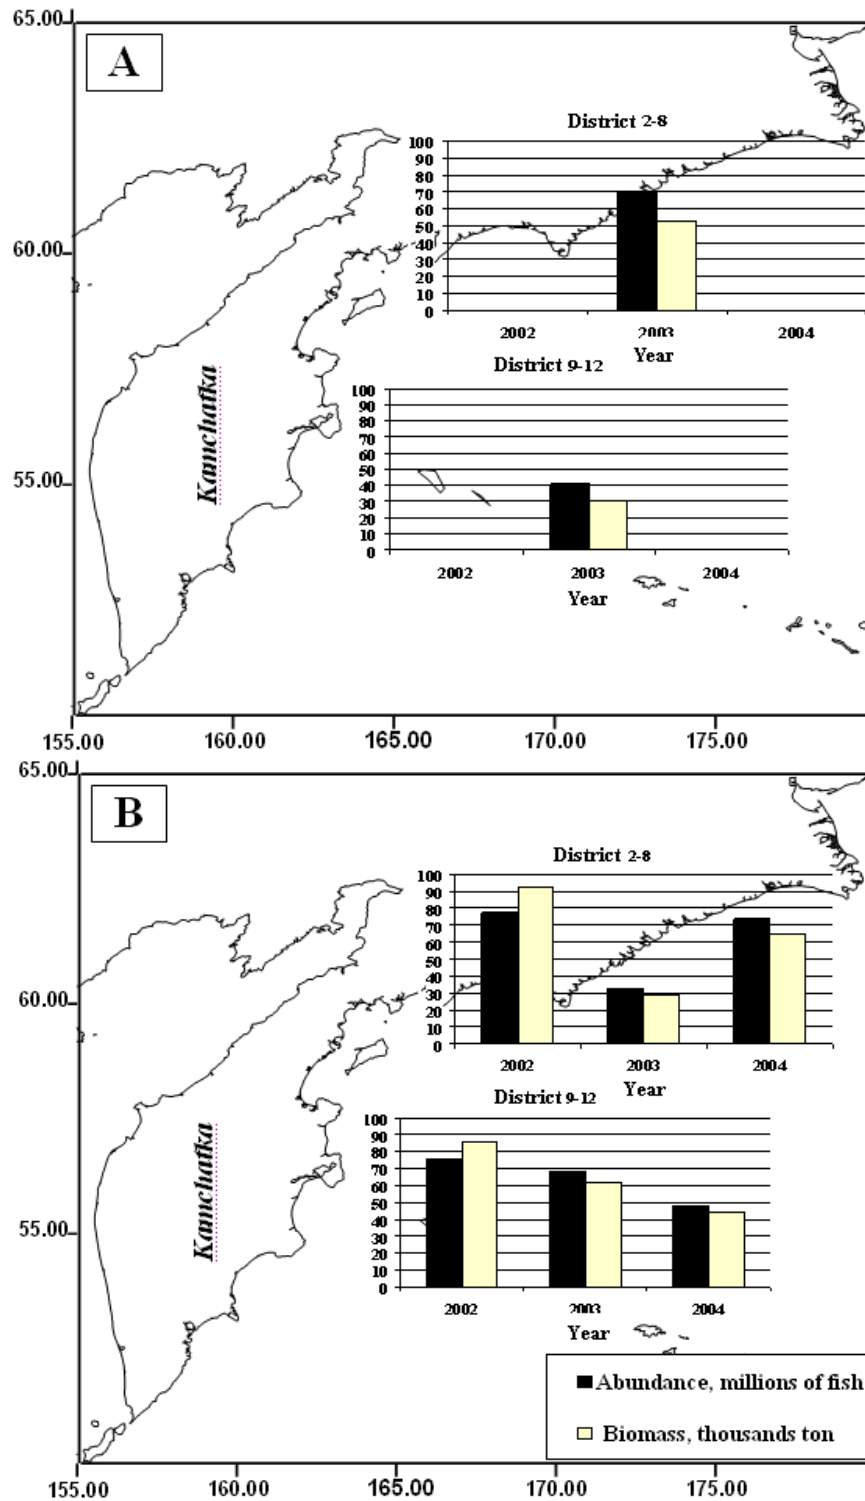 65.00
A
District 2-8
100
90
80
70
60
50
40
30
20
10
0
2002 2003 2004
Year
60.00
District 9-12
100
90
80
70
60
50
40
30
20
10
0
2002 2003 2004
Year
Kamchafka
55.00
155.00 160.00 165.00 170.00 175.00
65.00
B
District 2-8
100
90
80
70
60
50
40
30
20
10
0
2002 2003 2004
Year
60.00
District 9-12
100
90
80
70
60
50
40
30
20
10
0
2002 2003 2004
Year
Kamchafka
55.00
Abundance, millions of fish
Biomass, thousands ton
155.00 160.00 165.00 170.00 175.00